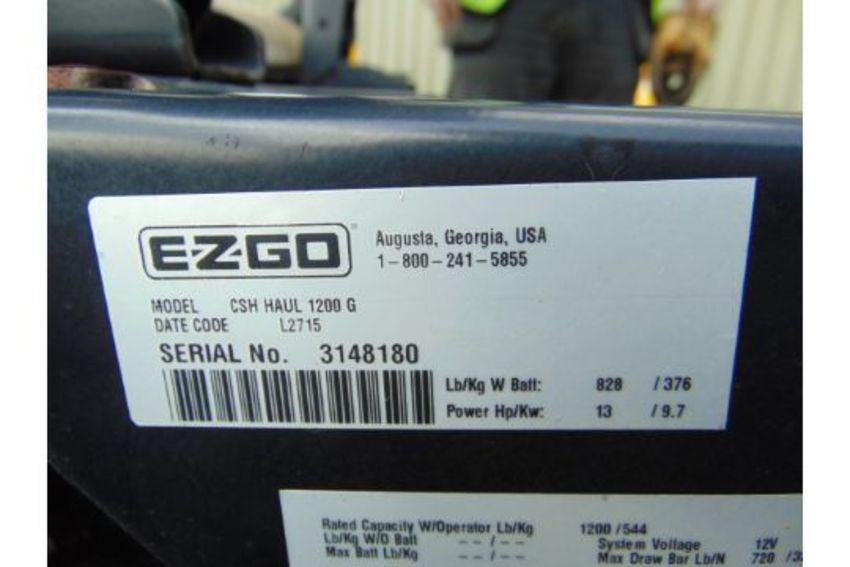 E-Z-GO
Augusta, Georgia, USA
1-800-241-5855
MODEL CSH HAUL 1200 G
DATE CODE L2715
SERIAL No. 3148180
Lb/Kg W Batt: 828 / 376
Power Hp/Kw: 13 / 9.7
Rated Capacity W/Operator Lb/Kg 1200 / 544
Lb/Kg W/O Batt --/-- System Voltage 12V
Max Batt Lb/Kg --/-- Max Draw Bar Lb/N 720